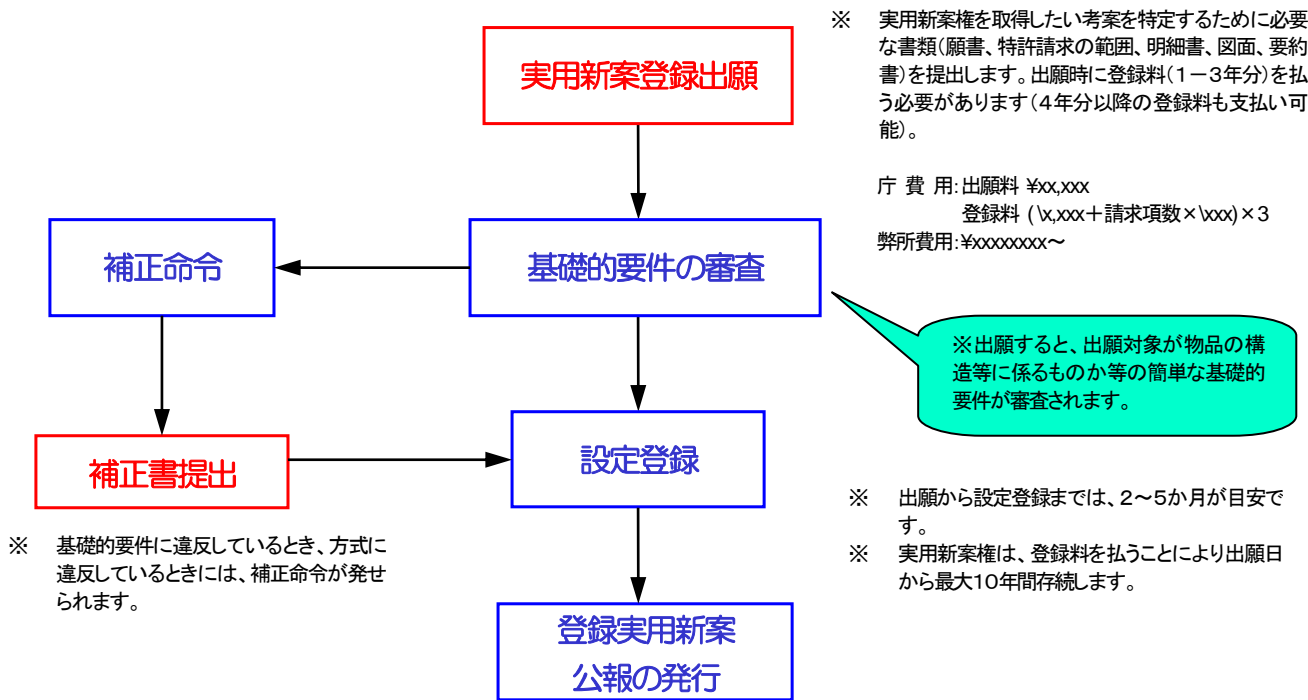 実用新案登録出願
※ 実用新案権を取得したい考案を特定するために必要
な書類(願書、特許請求の範囲、明細書、図面、要約
書)を提出します。出願時に登録料(1-3年分)を払
う必要があります(4年分以降の登録料も支払い可
能)。
庁 費 用:出願料 ¥xx,xxx
登録料 (\x,xxx+請求項数×\xxx)×3
弊所費用:¥xxxxxxxx~
補正命令
基礎的要件の審査
※出願すると、出願対象が物品の構
造等に係るものか等の簡単な基礎的
要件が審査されます。
補正書提出
設定登録
※ 基礎的要件に違反しているとき、方式に
違反しているときには、補正命令が発せ
られます。
※ 出願から設定登録までは、2~5か月が目安で
す。
※ 実用新案権は、登録料を払うことにより出願日
から最大10年間存続します。
登録実用新案
公報の発行